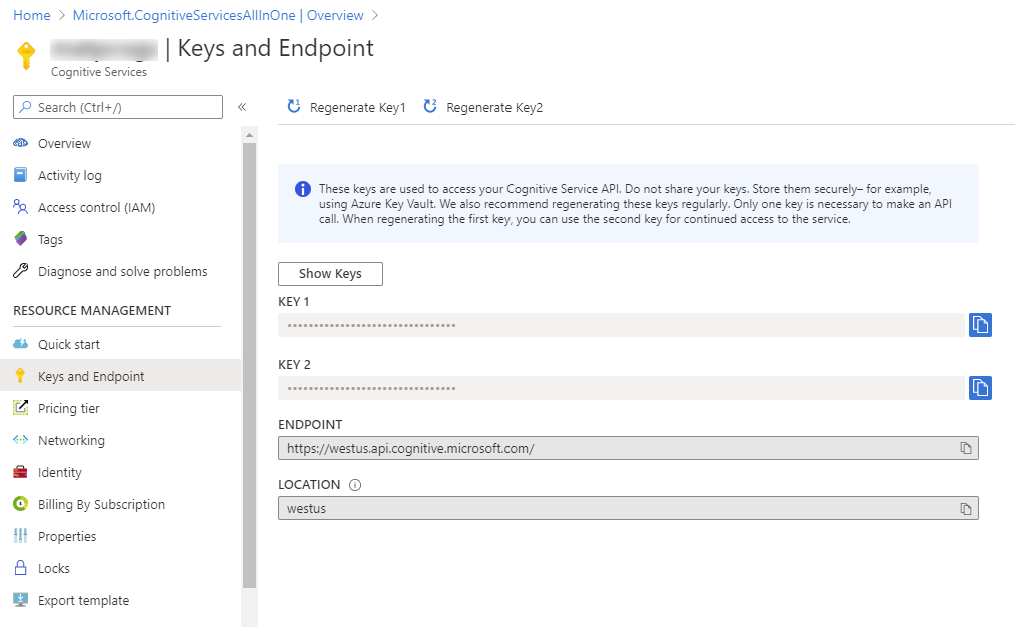 Home > Microsoft.CognitiveServicesAllInOne | Overview >
| Keys and Endpoint
Cognitive Services
Search (Ctrl+/)
«
Overview
Activity log
Access control (IAM)
Tags
Diagnose and solve problems
RESOURCE MANAGEMENT
Quick start
Keys and Endpoint
Pricing tier
Networking
Identity
Billing By Subscription
Properties
Locks
Export template
Regenerate Key1 Regenerate Key2
These keys are used to access your Cognitive Service API. Do not share your keys. Store them securely– for example,
using Azure Key Vault. We also recommend regenerating these keys regularly. Only one key is necessary to make an API
call. When regenerating the first key, you can use the second key for continued access to the service.
Show Keys
KEY 1
••••••••••••••••••••••••••••••••
KEY 2
••••••••••••••••••••••••••••••••
ENDPOINT
https://westus.api.cognitive.microsoft.com/
LOCATION
westus